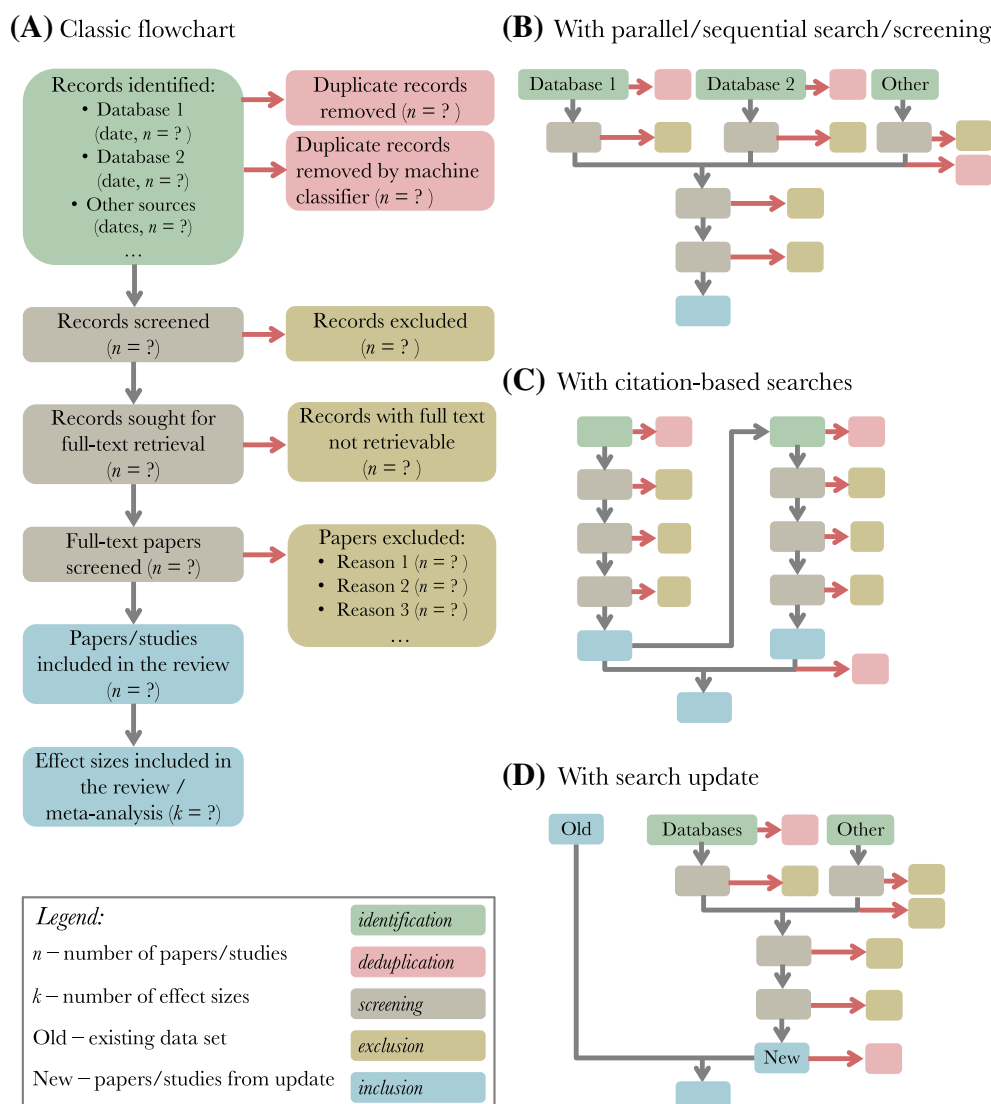 (A) Classic flowchart
Records identified:
• Database 1
(date, n = ? )
• Database 2
(date, n = ?)
• Other sources
(dates, n = ?)
…
Duplicate records
removed (n = ? )
Duplicate records
removed by machine
classifier (n = ? )
Records screened
(n = ?)
Records excluded
(n = ? )
Records sought for
full-text retrieval
(n = ?)
Records with full text
not retrievable
(n = ? )
Full-text papers
screened (n = ?)
Papers excluded:
• Reason 1 (n = ? )
• Reason 2 (n = ? )
• Reason 3 (n = ? )
…
Papers/studies
included in the review
(n = ?)
Effect sizes included in
the review /
meta-analysis (k = ?)
Legend:
n – number of papers/studies
k – number of effect sizes
Old – existing data set
New – papers/studies from update
identification
deduplication
screening
exclusion
inclusion
(B) With parallel/sequential search/screening
Database 1
Database 2
Other
(C) With citation-based searches
(D) With search update
Old
Databases
Other
New